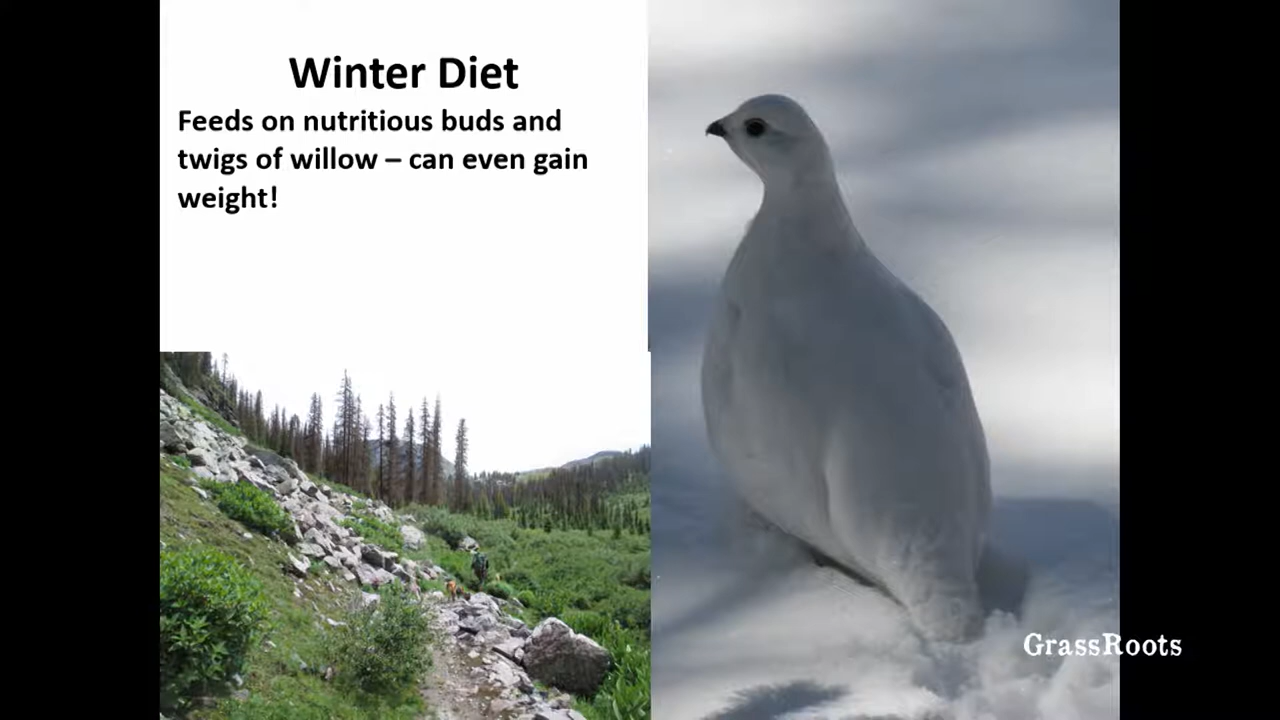 Winter Diet
Feeds on nutritious buds and
twigs of willow – can even gain
weight!
GrassRoots